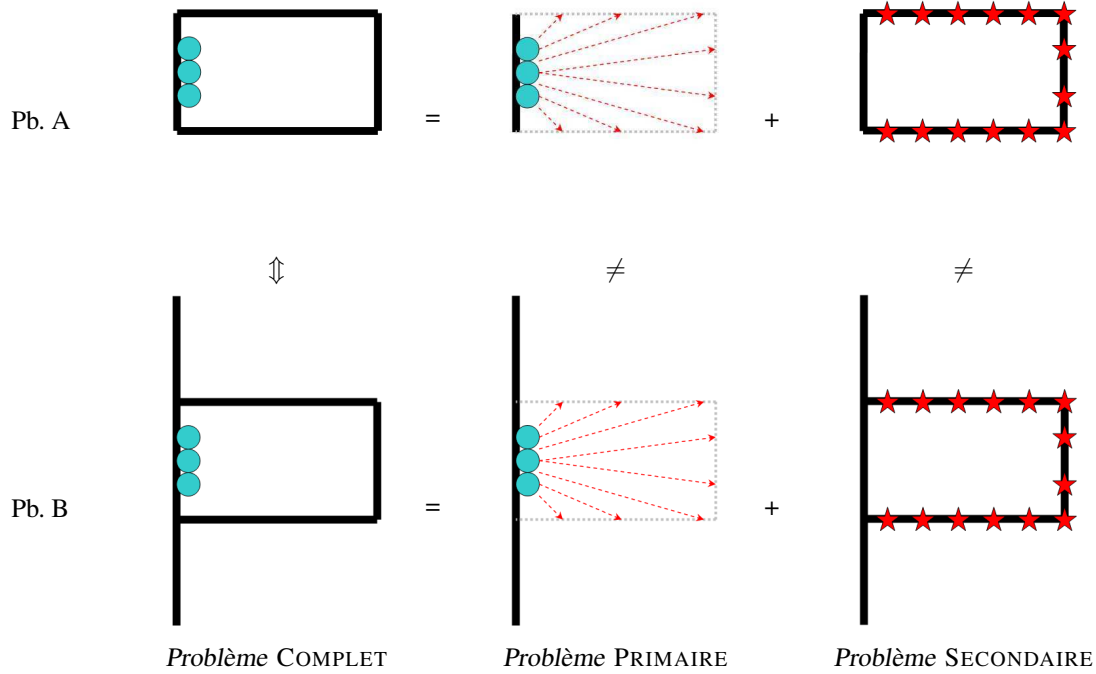 Pb. A = +
⇕ ≠ ≠
Pb. B = +
Problème COMPLET Problème PRIMAIRE Problème SECONDAIRE